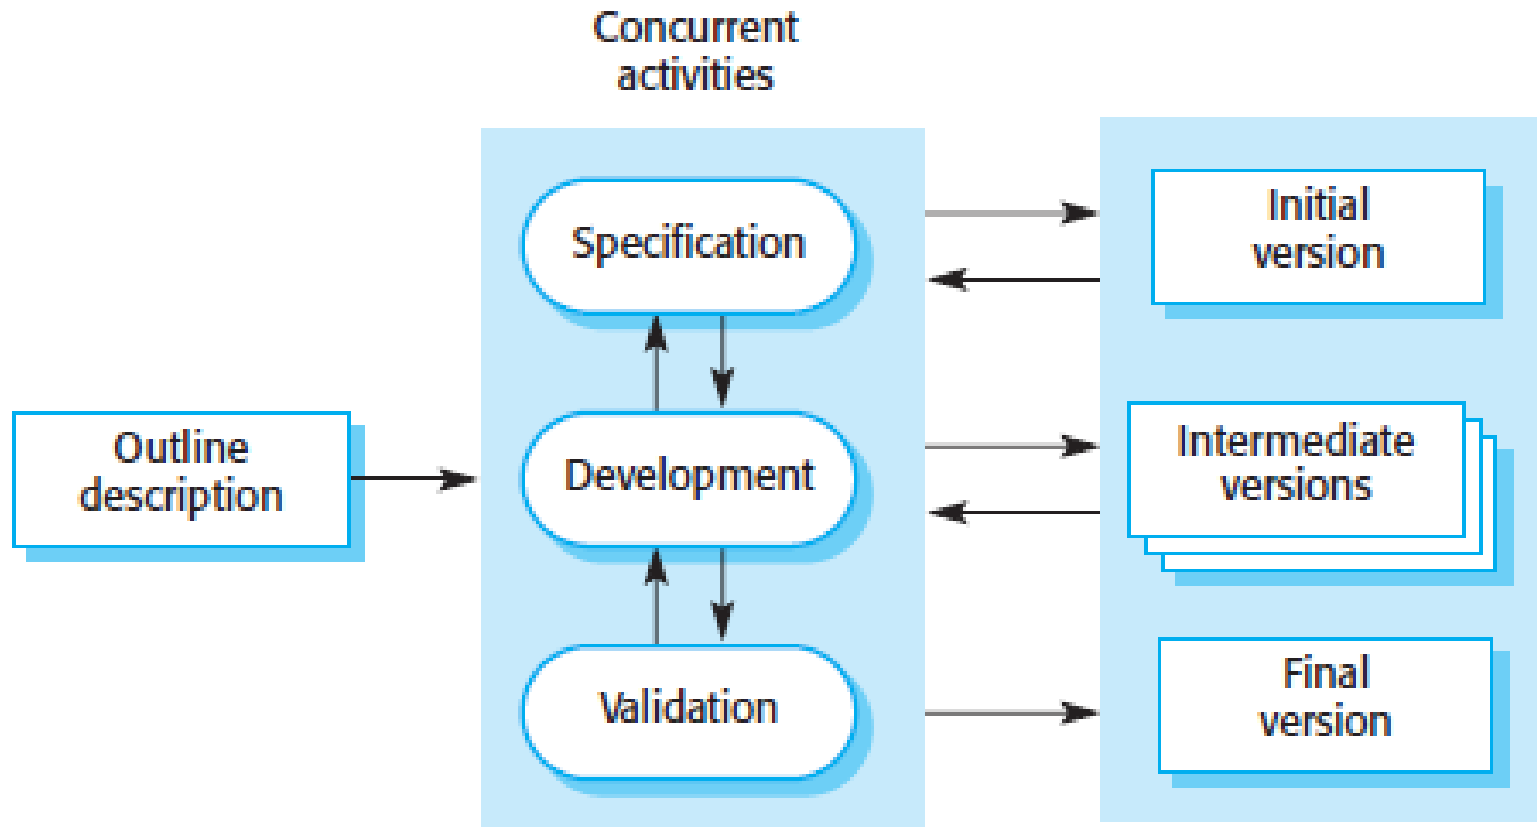 Concurrent
activities
Outline
description
Specification
Development
Validation
Initial
version
Intermediate
versions
Final
version